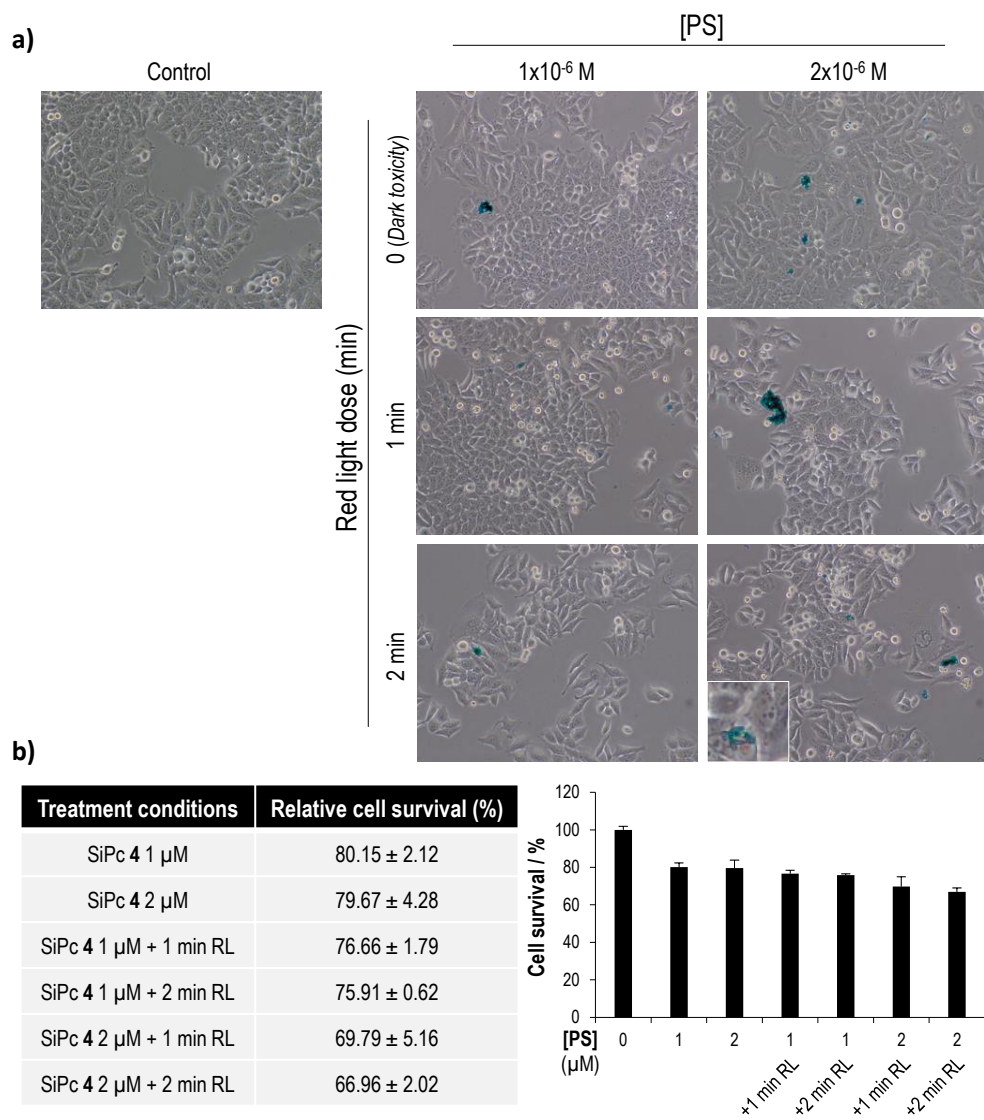 a)
[PS]
Control
1x10⁻⁶ M
2x10⁻⁶ M
Red light dose (min)
0 (Dark toxicity)
1 min
2 min
b)
Treatment conditions
Relative cell survival (%)
SiPc 4 1 µM
80.15 ± 2.12
SiPc 4 2 µM
79.67 ± 4.28
SiPc 4 1 µM + 1 min RL
76.66 ± 1.79
SiPc 4 1 µM + 2 min RL
75.91 ± 0.62
SiPc 4 2 µM + 1 min RL
69.79 ± 5.16
SiPc 4 2 µM + 2 min RL
66.96 ± 2.02
Cell survival / %
120
100
80
60
40
20
0
[PS]
(µM)
0
1
2
1
1
2
2
+1 min RL
+2 min RL
+1 min RL
+2 min RL